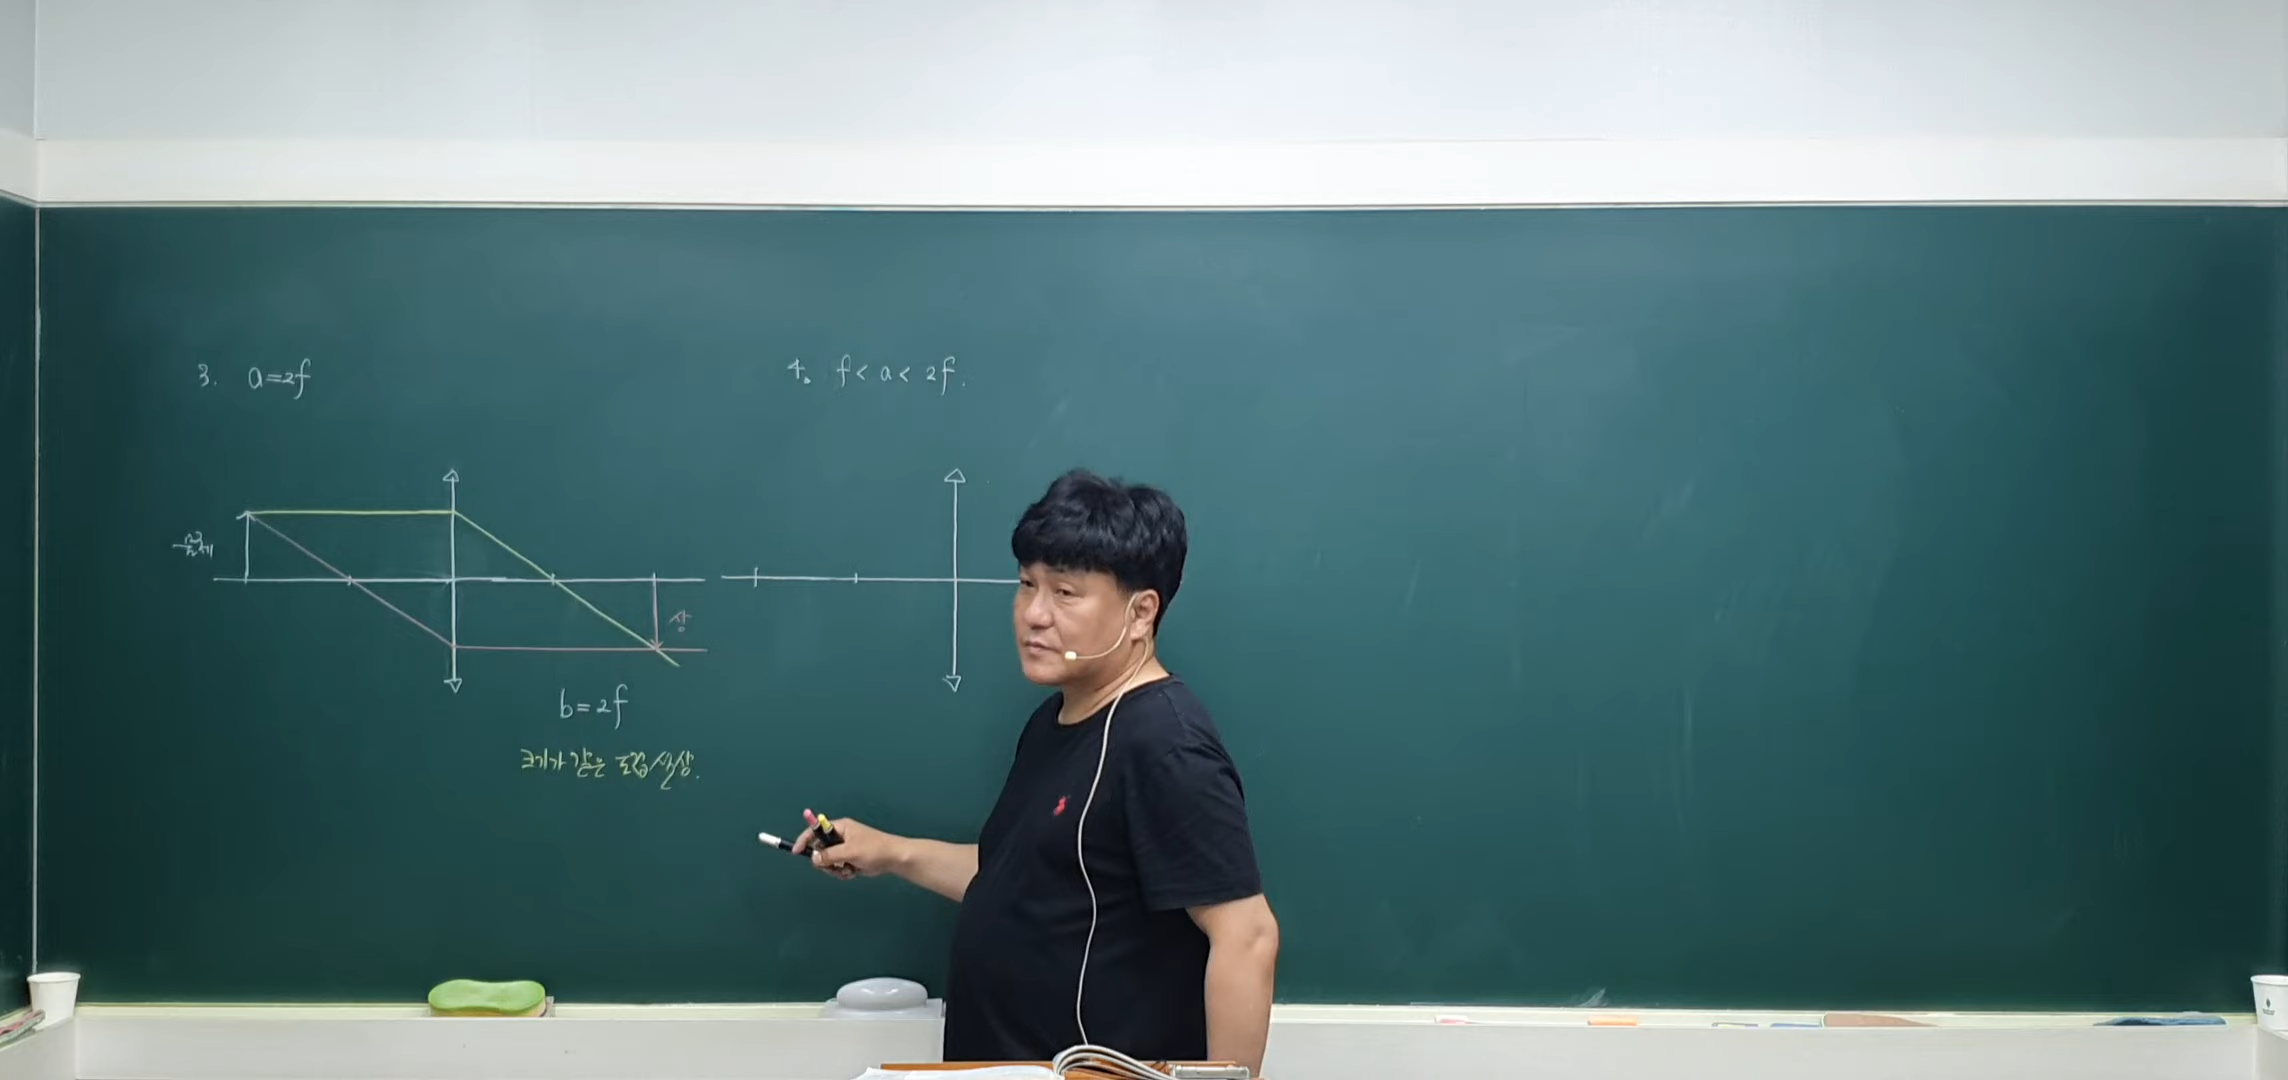 3. a=2f
4. f< a< 2f.
물체
상
b=2f
크기가 같은 도립 실상.